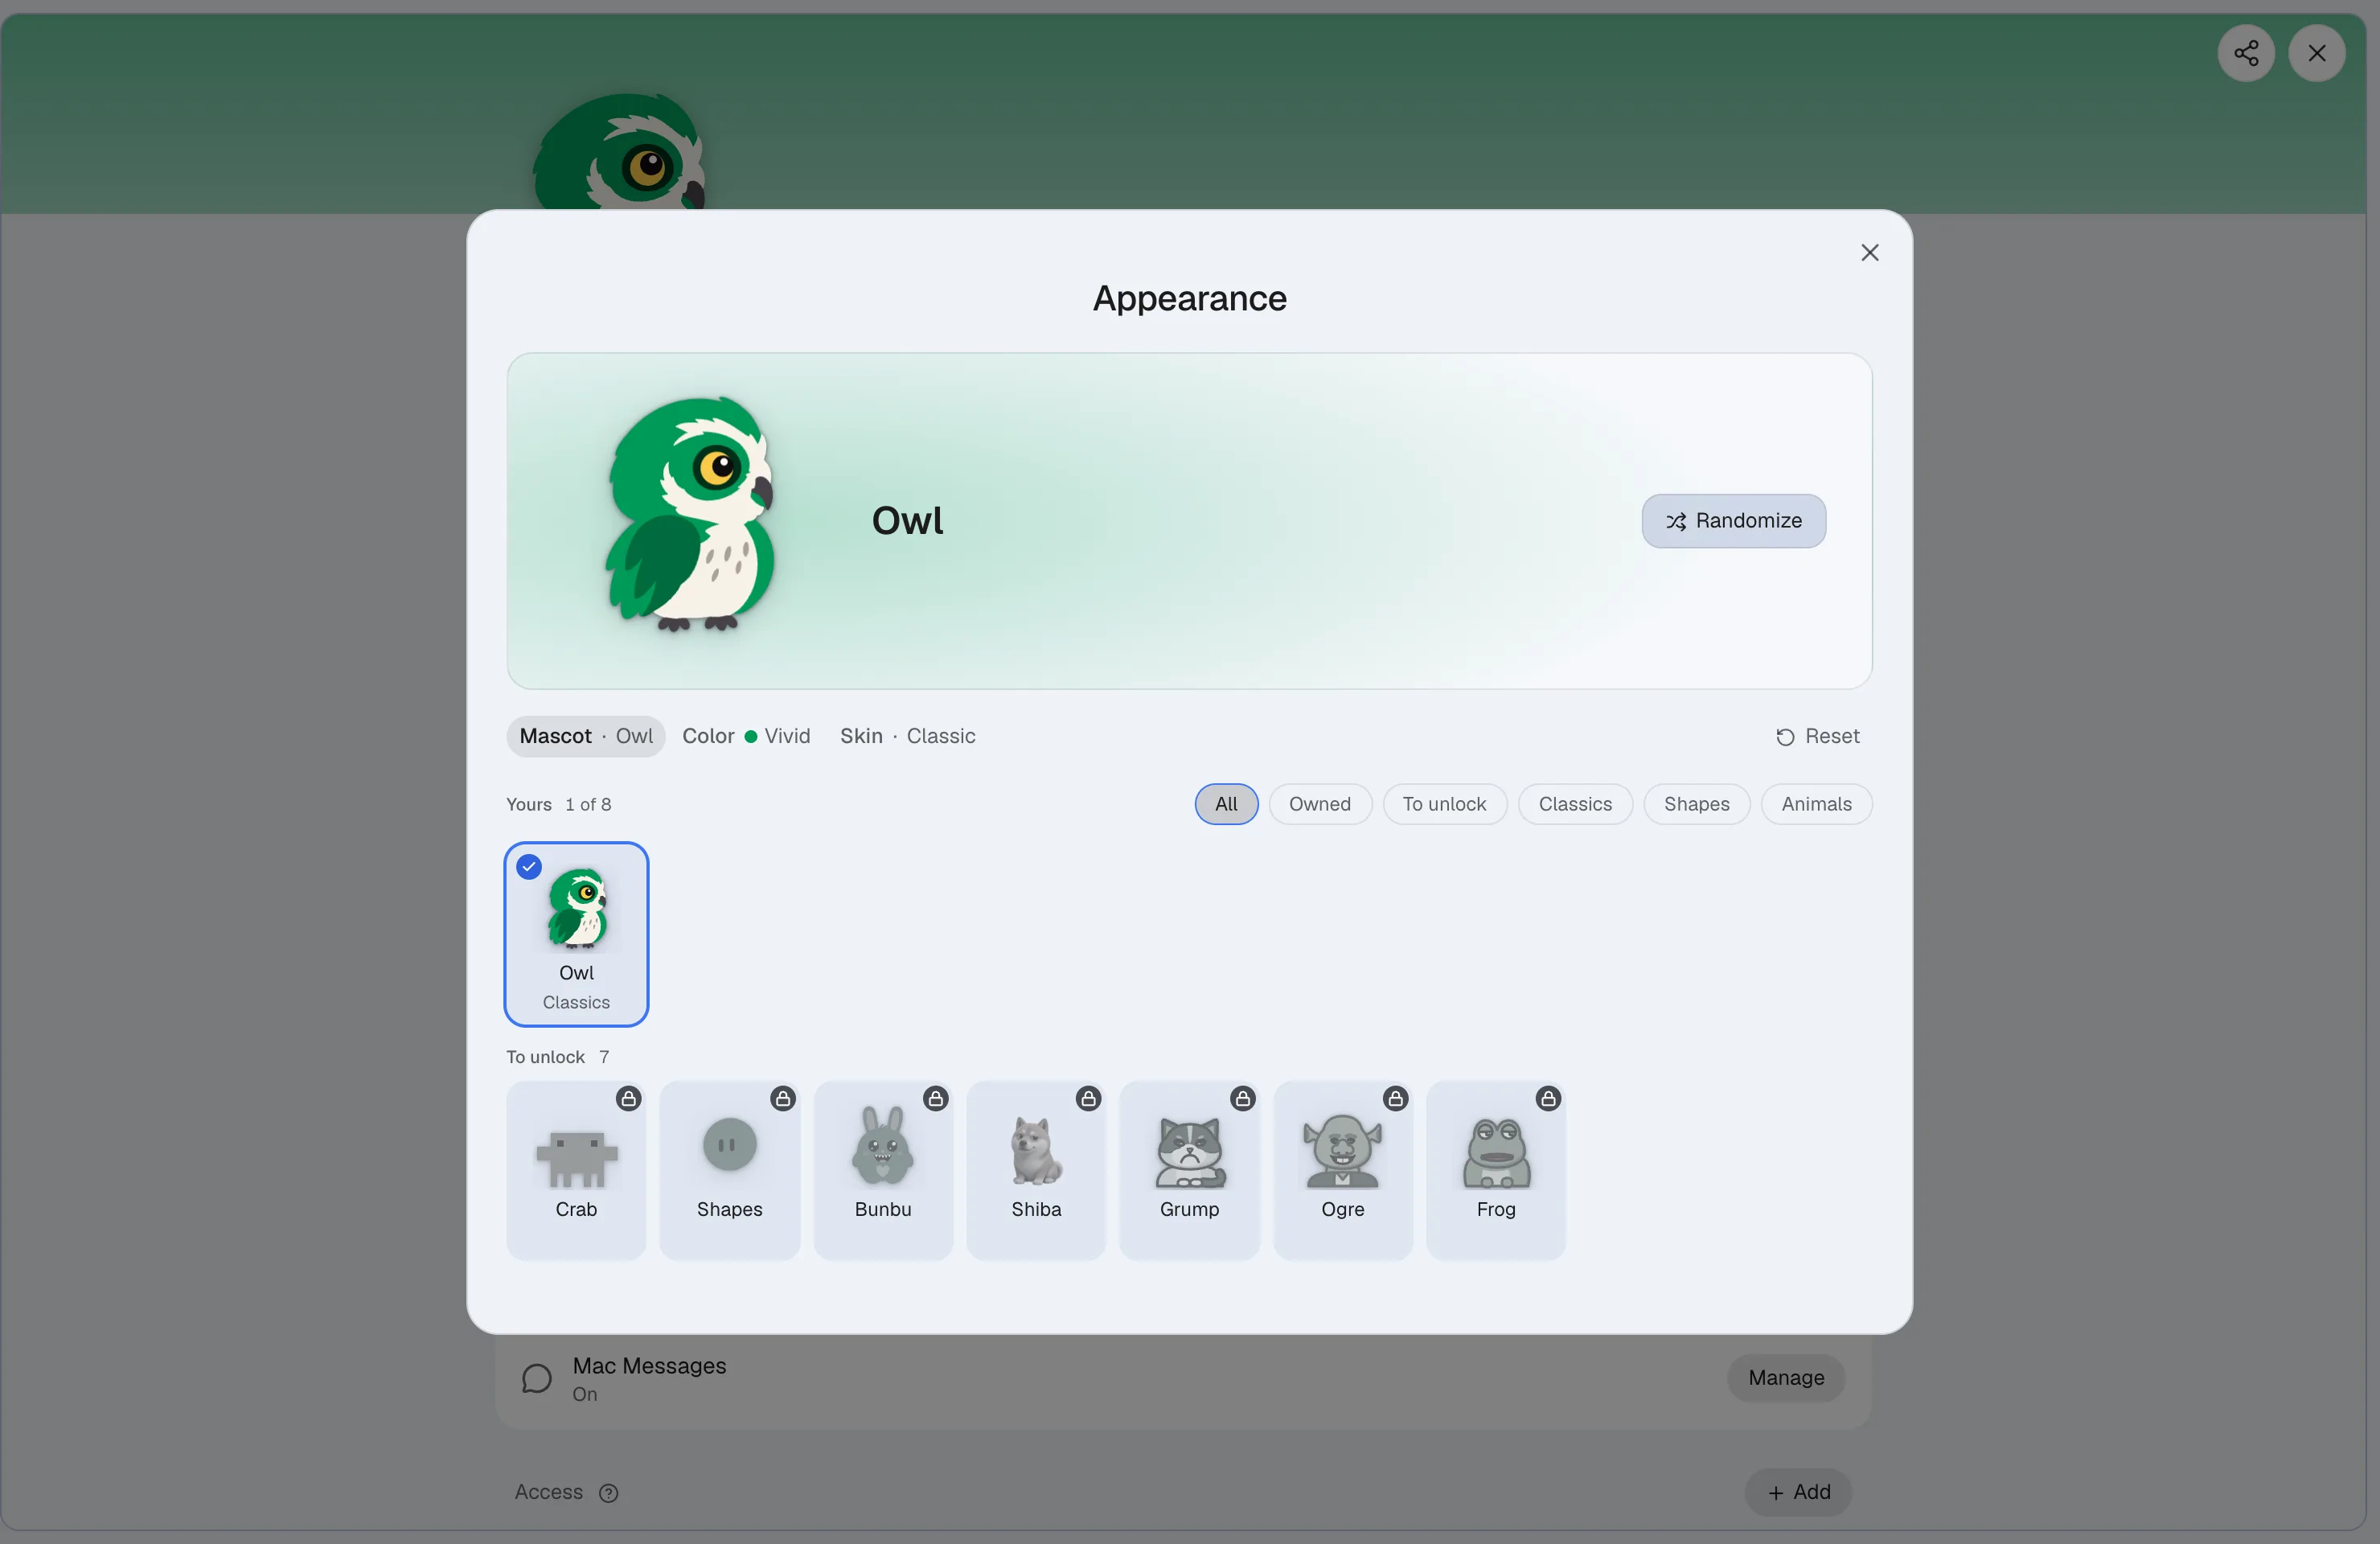 Appearance
Owl
Randomize
Mascot · Owl
Color Vivid
Skin · Classic
Reset
Yours 1 of 8
All
Owned
To unlock
Classics
Shapes
Animals
Owl
Classics
To unlock 7
Crab
Shapes
Bunbu
Shiba
Grump
Ogre
Frog
Mac Messages
On
Manage
Access
+ Add